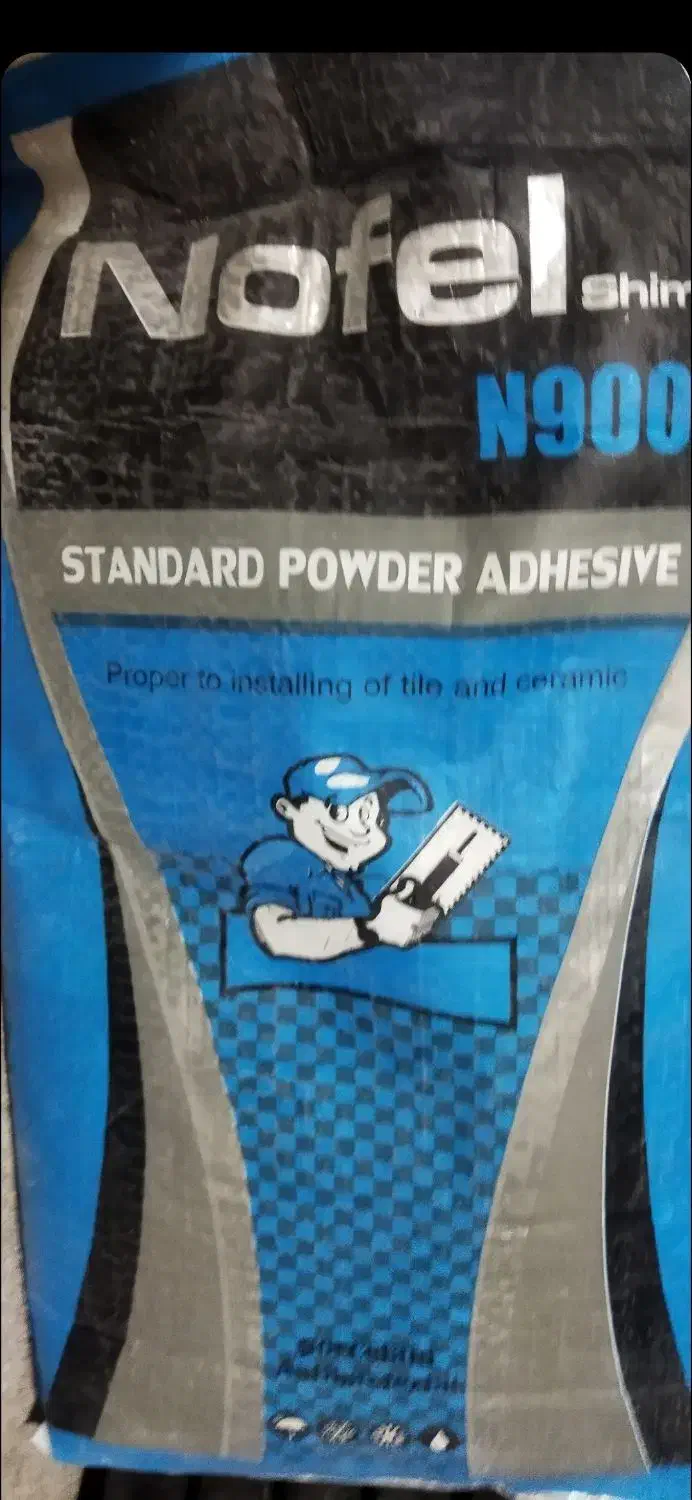 Nofel Shim
N900
STANDARD POWDER ADHESIVE
Proper to installing of tile and ceramic